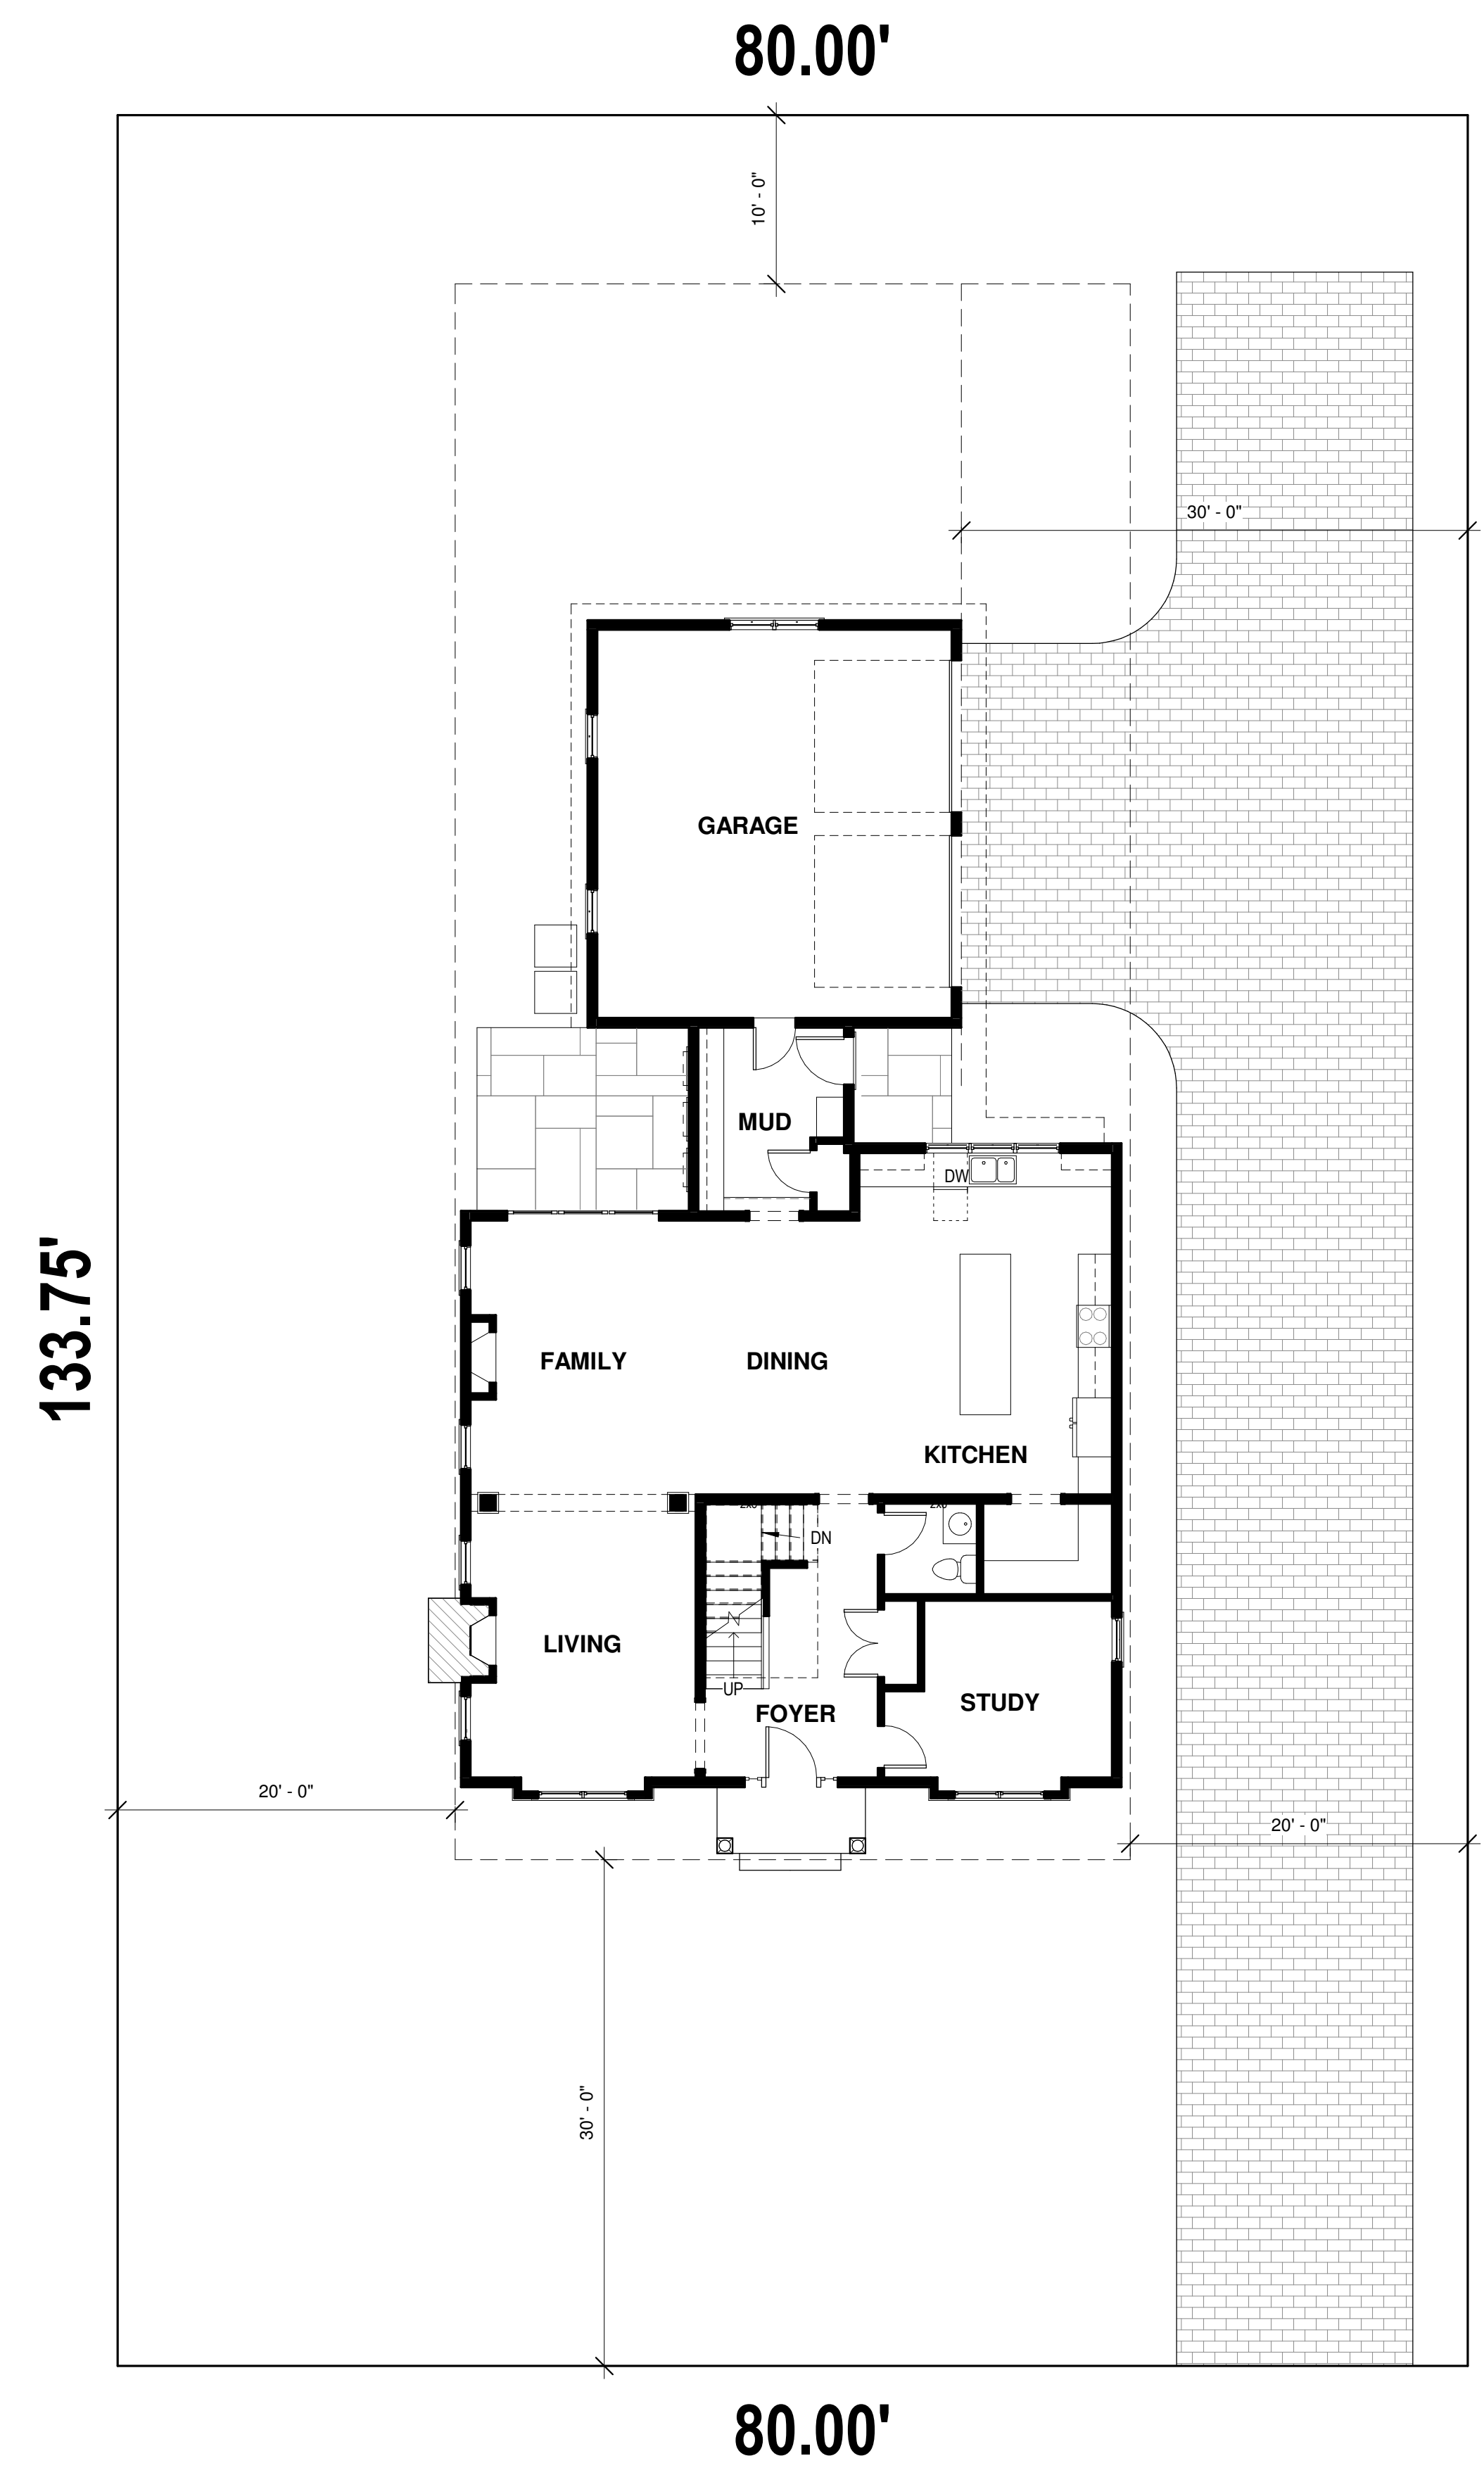 80.00'
10' - 0"
30' - 0"
GARAGE
MUD
DW
133.75'
FAMILY
DINING
KITCHEN
DN
LIVING
UP
STUDY
FOYER
20' - 0"
20' - 0"
30' - 0"
80.00'